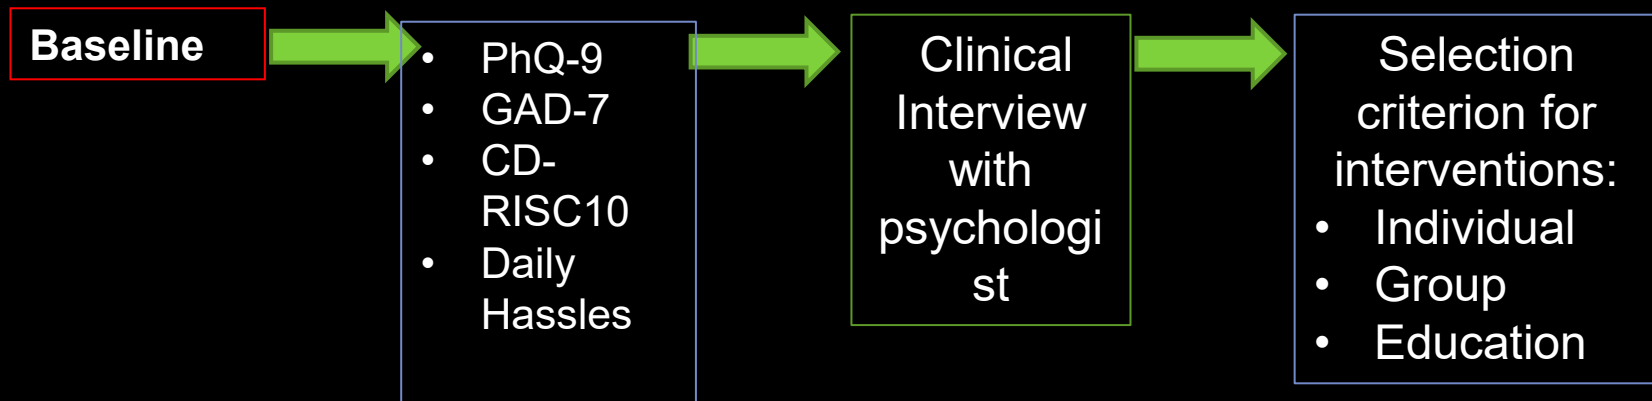 Baseline
• PhQ-9
• GAD-7
• CD-
RISC10
• Daily
Hassles
Clinical
Interview
with
psychologi
st
Selection
criterion for
interventions:
• Individual
• Group
• Education